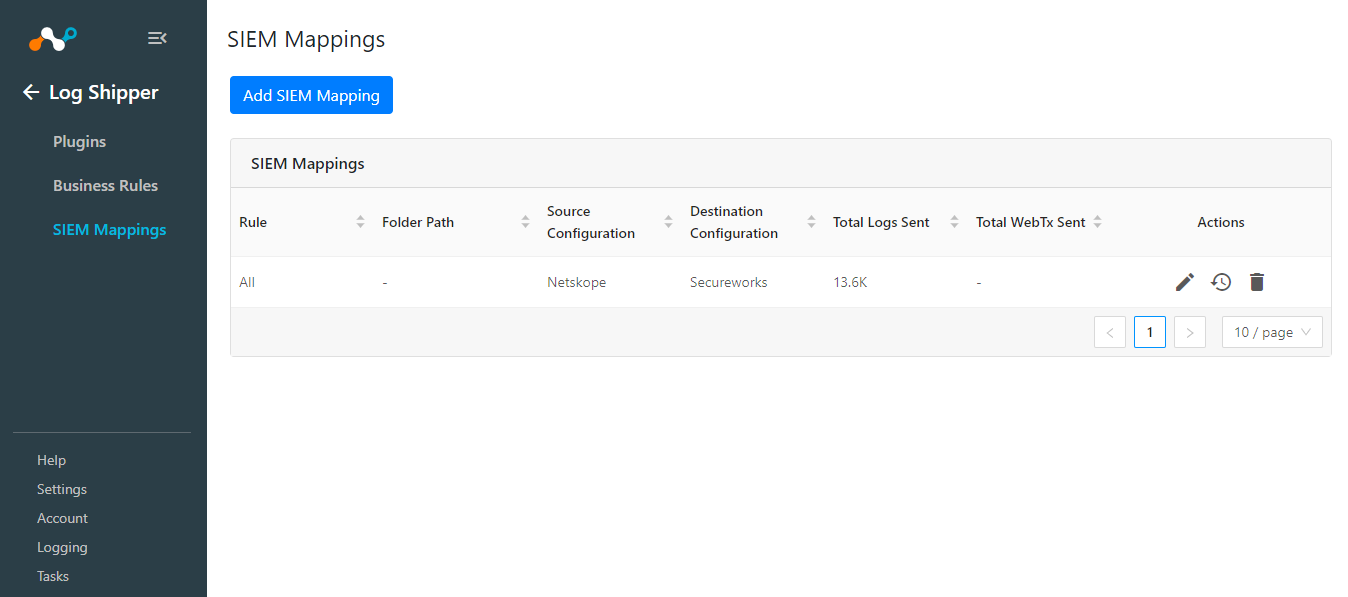 Log Shipper
Plugins
Business Rules
SIEM Mappings
Help
Settings
Account
Logging
Tasks
SIEM Mappings
Add SIEM Mapping
SIEM Mappings
Rule
Folder Path
Source
Configuration
Destination
Configuration
Total Logs Sent
Total WebTx Sent
Actions
All - Netskope Secureworks 13.6K -
< 1 > 10 / page